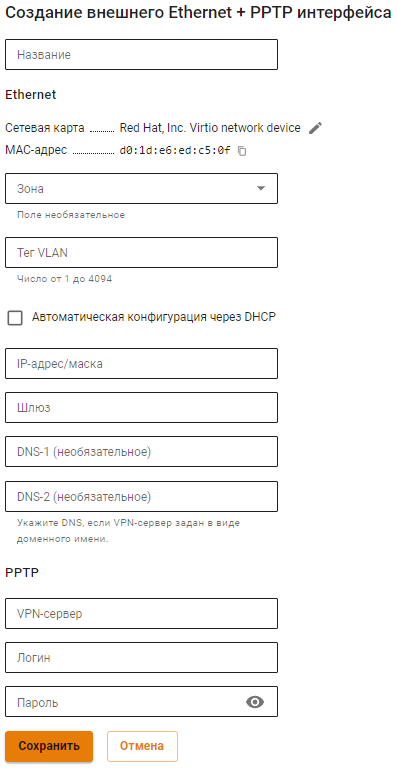 Создание внешнего Ethernet + PPTP интерфейса
Название
Ethernet
Сетевая карта ........ Red Hat, Inc. Virtio network device
MAC-адрес ............. d0:1d:e6:ed:c5:0f
Зона
Поле необязательное
Тег VLAN
Число от 1 до 4094
Автоматическая конфигурация через DHCP
IP-адрес/маска
Шлюз
DNS-1 (необязательное)
DNS-2 (необязательное)
Укажите DNS, если VPN-сервер задан в виде
доменного имени.
PPTP
VPN-сервер
Логин
Пароль
Сохранить Отмена